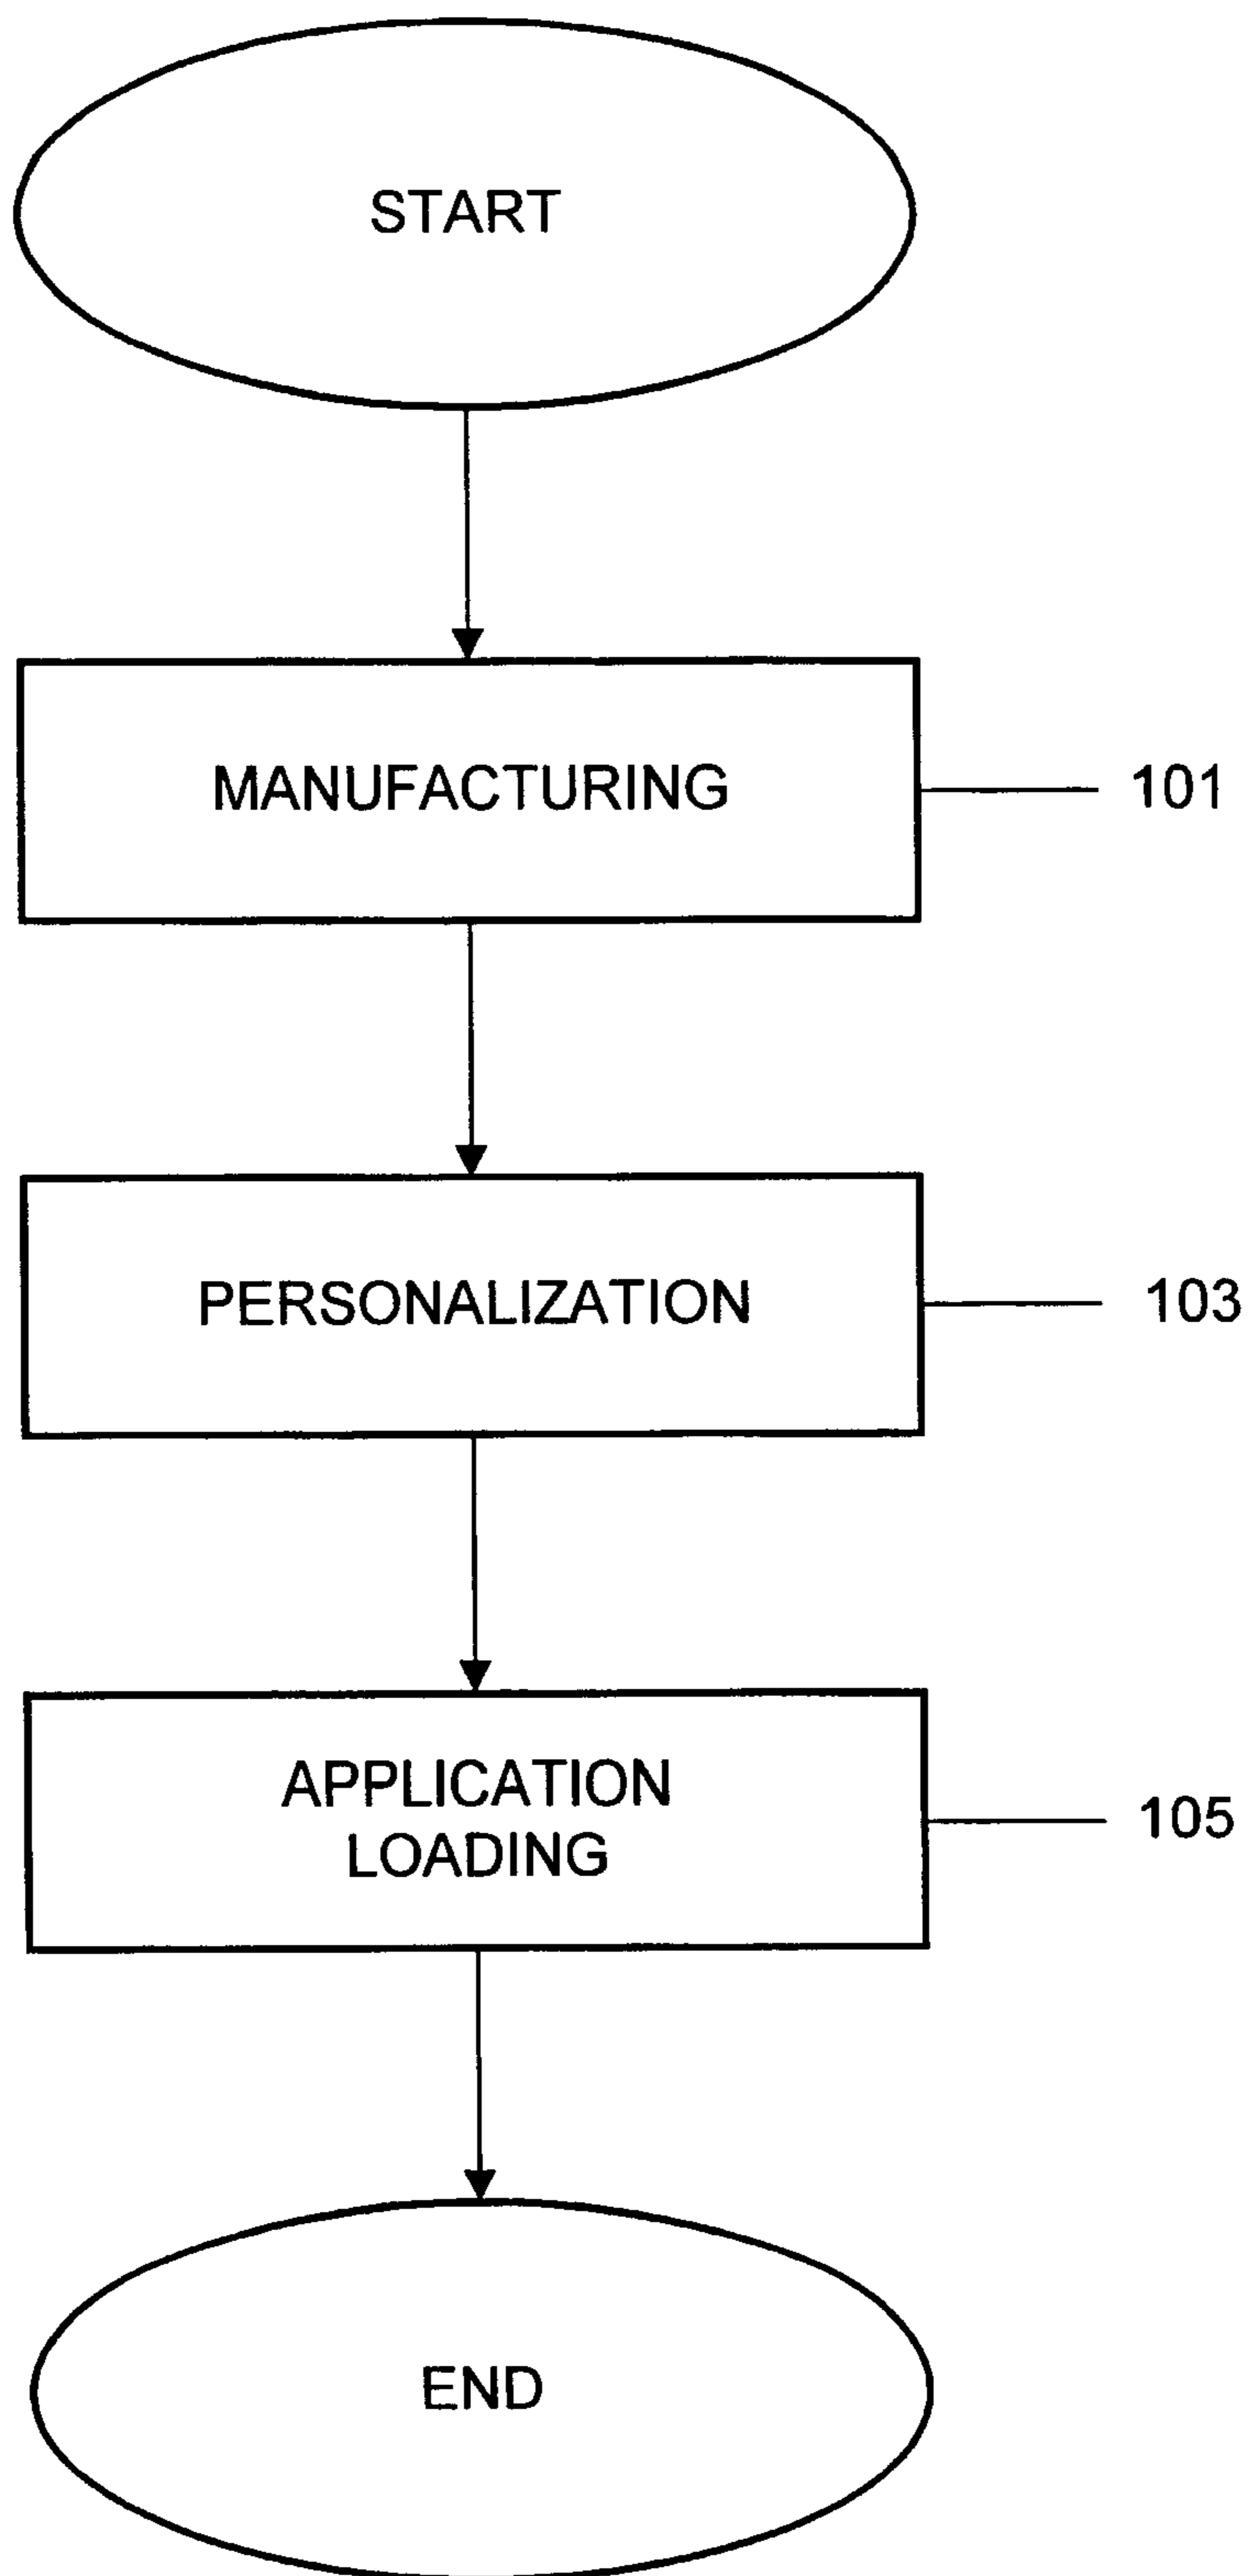 START
MANUFACTURING
101
PERSONALIZATION
103
APPLICATION
LOADING
105
END